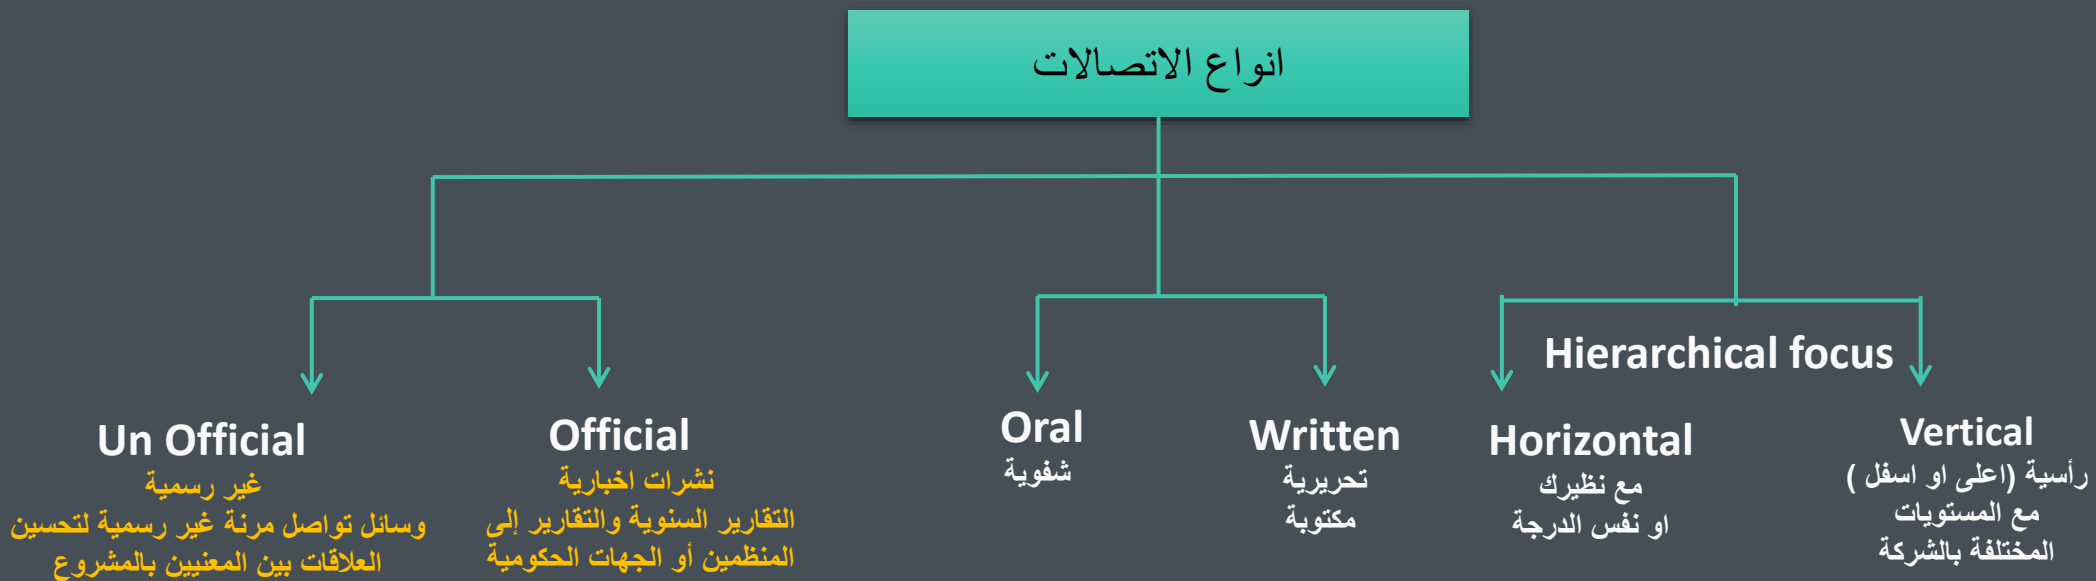 انواع الاتصالات
Hierarchical focus
Un Official
غير رسمية
وسائل تواصل مرنة غير رسمية لتحسين
العلاقات بين المعنيين بالمشروع
Official
نشرات اخبارية
التقارير السنوية والتقارير إلى
المنظمين أو الجهات الحكومية
Oral
شفوية
Written
تحريرية
مكتوبة
Horizontal
مع نظيرك
او نفس الدرجة
Vertical
رأسية (اعلى او اسفل )
مع المستويات
المختلفة بالشركة